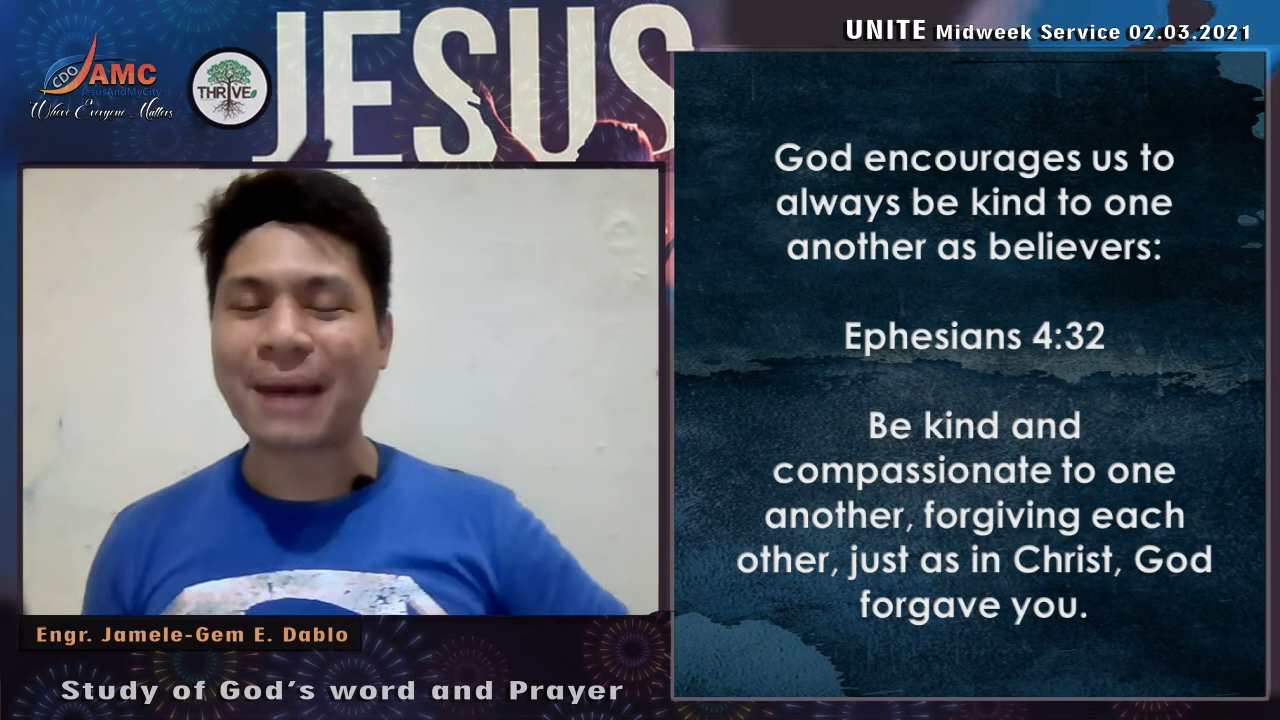 JESUS
UNITE Midweek Service 02.03.2021
CDO JAMC
JesusAndMyCity
Where Everyone Matters
THRIVE
God encourages us to
always be kind to one
another as believers:
Ephesians 4:32
Be kind and
compassionate to one
another, forgiving each
other, just as in Christ, God
forgave you.
Engr. Jamele-Gem E. Dablo
Study of God's word and Prayer